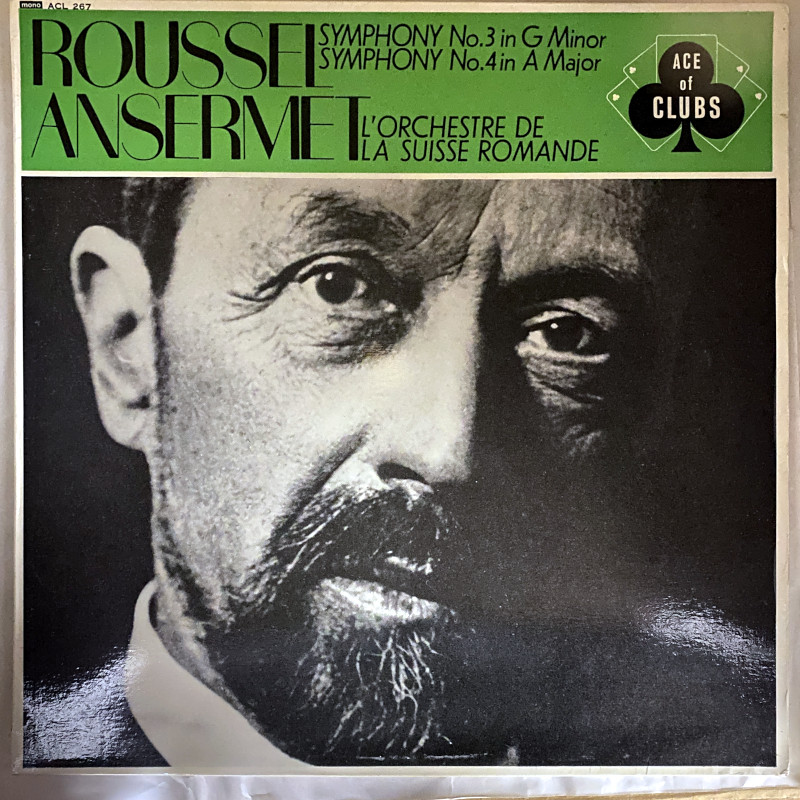 mono ACL 267
ROUSSEL
SYMPHONY No.3 in G Minor
SYMPHONY No.4 in A Major
ANSERMET
L'ORCHESTRE DE
LA SUISSE ROMANDE
ACE
of
CLUBS